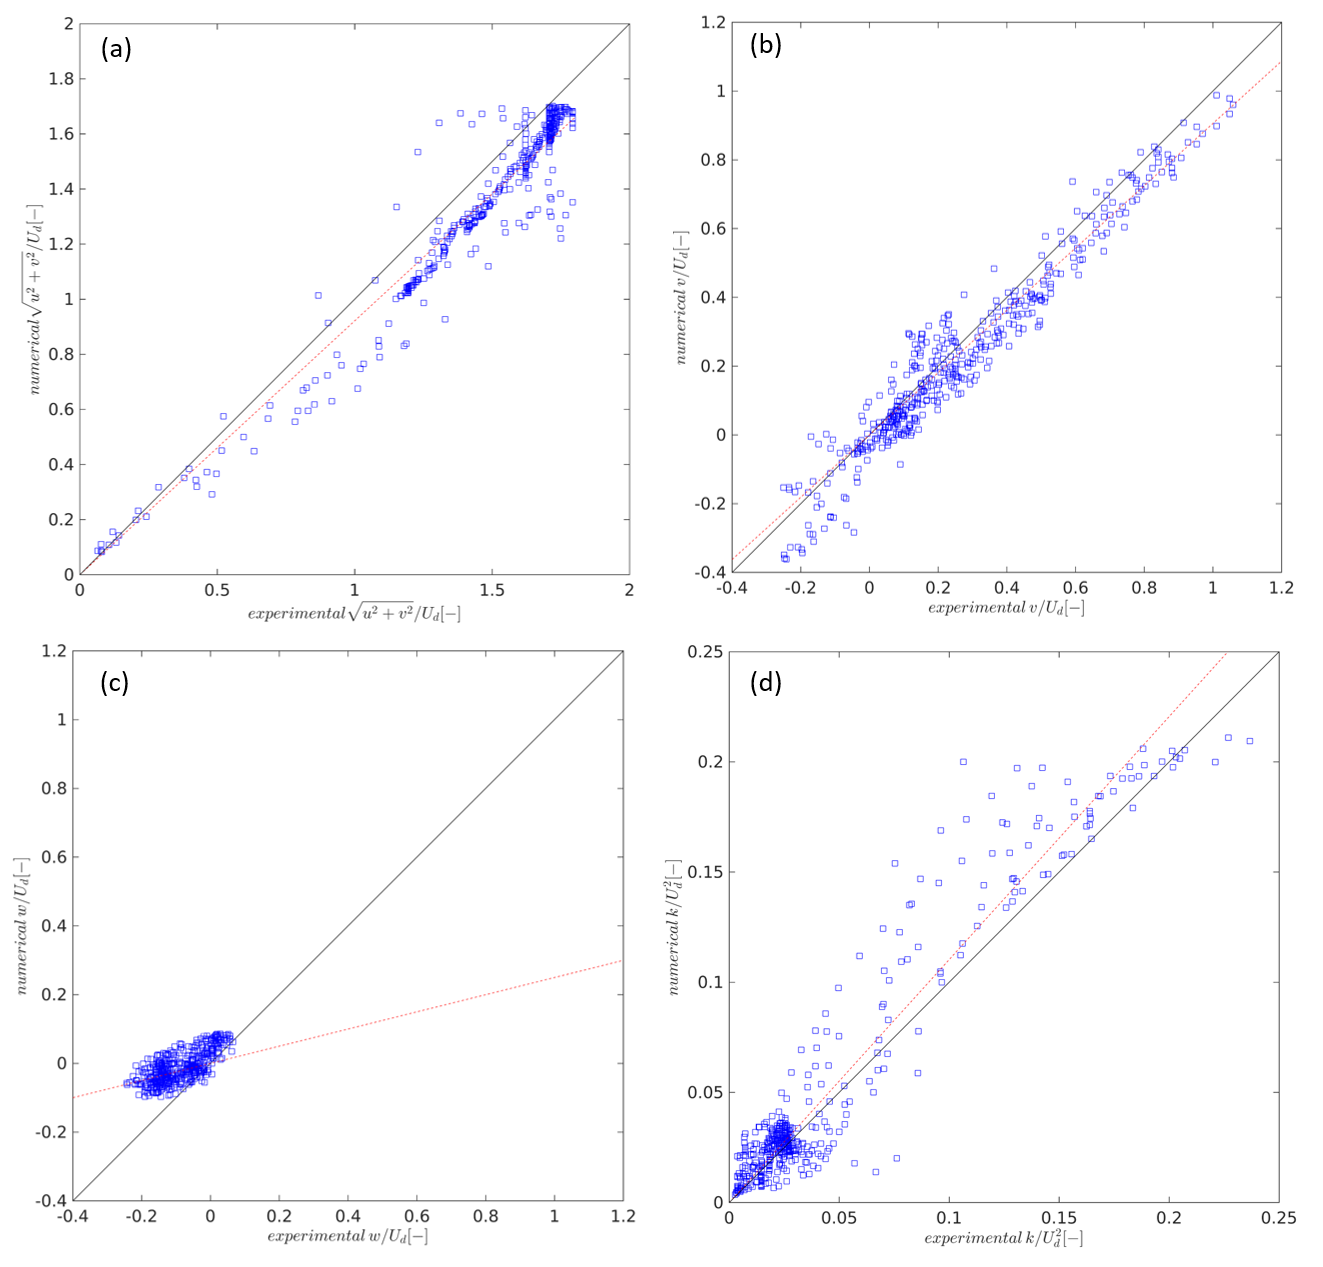 (a)
2
1.8
1.6
1.4
1.2
1
0.8
0.6
0.4
0.2
0
0 0.5 1 1.5 2
numerical √u² + v²/U_d[−]
experimental √u² + v²/U_d[−]
(b)
1.2
1
0.8
0.6
0.4
0.2
0
-0.2
-0.4
-0.4 -0.2 0 0.2 0.4 0.6 0.8 1 1.2
numerical v/U_d[−]
experimental v/U_d[−]
(c)
1.2
1
0.8
0.6
0.4
0.2
0
-0.2
-0.4
-0.4 -0.2 0 0.2 0.4 0.6 0.8 1 1.2
numerical w/U_d[−]
experimental w/U_d[−]
(d)
0.25
0.2
0.15
0.1
0.05
0
0 0.05 0.1 0.15 0.2 0.25
numerical k/U_d²[−]
experimental k/U_d²[−]